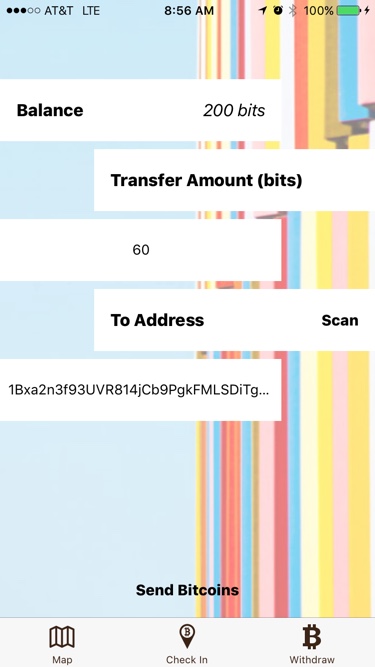 AT&T LTE 8:56 AM 100%
Balance 200 bits
Transfer Amount (bits)
60
To Address Scan
1Bxa2n3f93UVR814jCb9PgkFMLSDiTg...
Send Bitcoins
Map Check In Withdraw